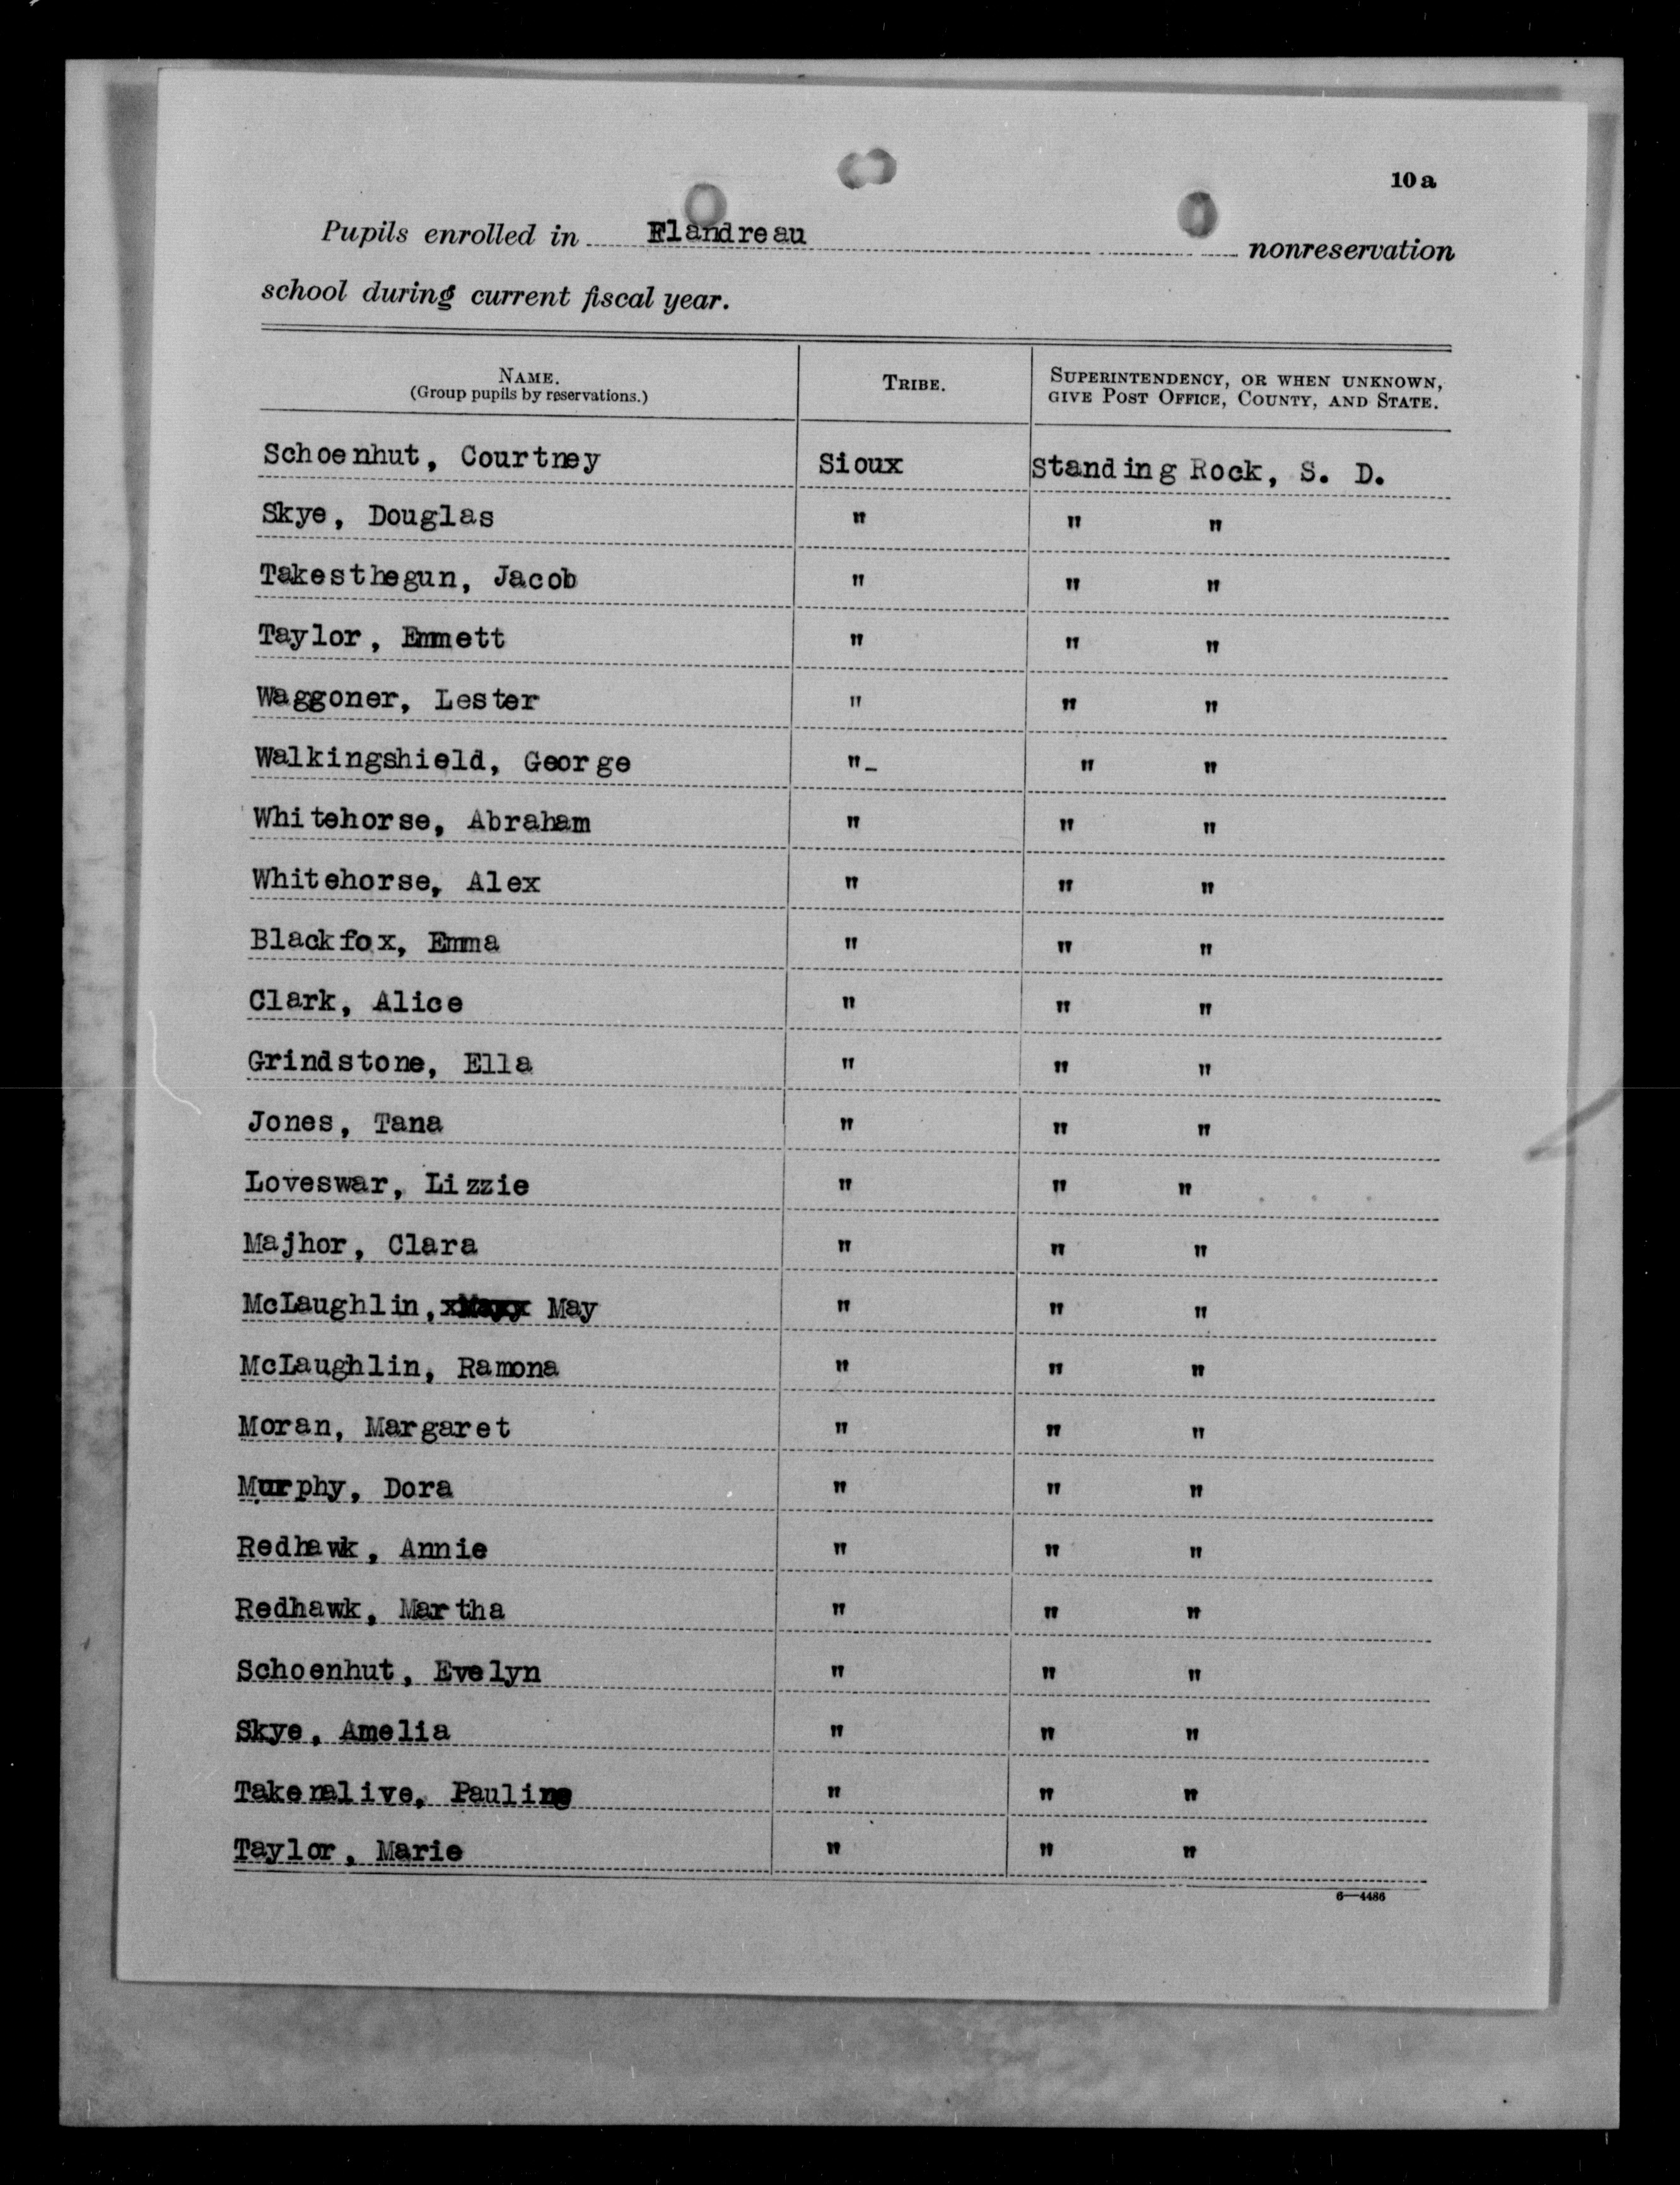 10a
Pupils enrolled in Flandreau nonreservation
school during current fiscal year.
NAME. (Group pupils by reservations.) TRIBE. SUPERINTENDENCY, OR WHEN UNKNOWN, GIVE POST OFFICE, COUNTY, AND STATE.
Schoenhut, Courtney Sioux Standing Rock, S. D.
Skye, Douglas " " "
Takesthegun, Jacob " " "
Taylor, Emmett " " "
Waggoner, Lester " " "
Walkingshield, George "- " "
Whitehorse, Abraham " " "
Whitehorse, Alex " " "
Blackfox, Emma " " "
Clark, Alice " " "
Grindstone, Ella " " "
Jones, Tana " " "
Loveswar, Lizzie " " "
Majhor, Clara " " "
McLaughlin, May " " "
McLaughlin, Ramona " " "
Moran, Margaret " " "
Murphy, Dora " " "
Redhawk, Annie " " "
Redhawk, Martha " " "
Schoenhut, Evelyn " " "
Skye, Amelia " " "
Takenalive, Pauline " " "
Taylor, Marie " " "
6—4486